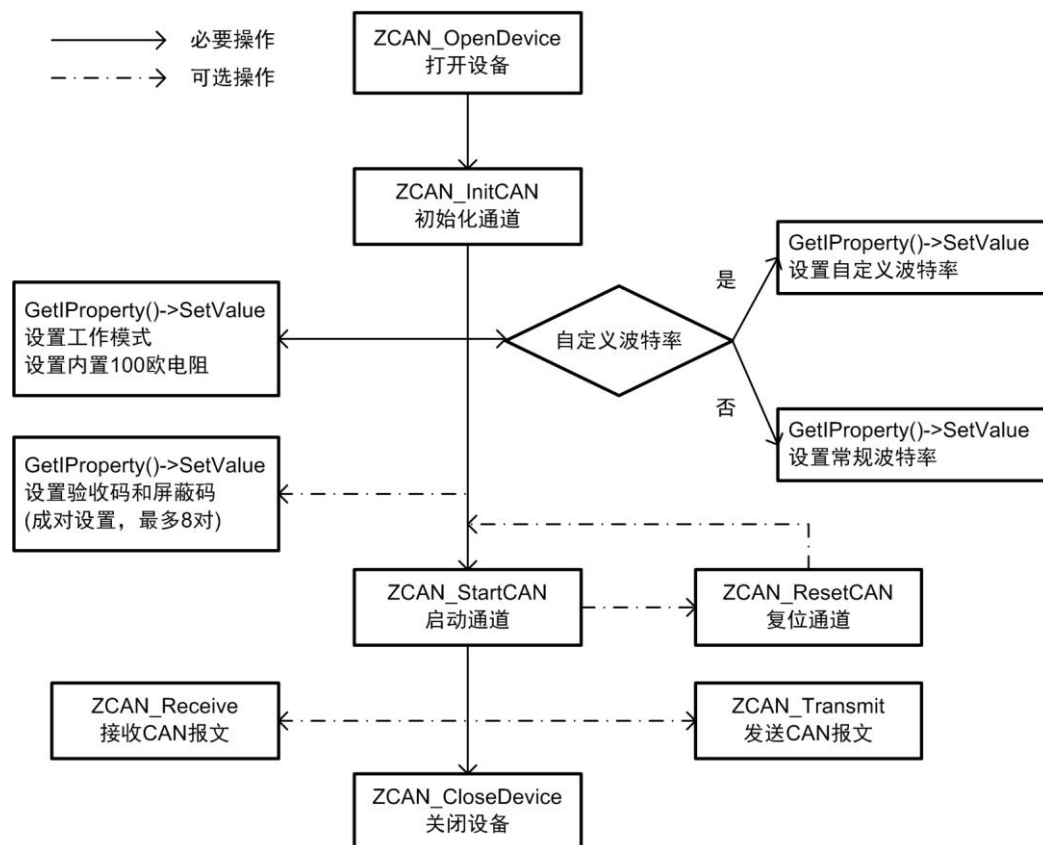 必要操作
可选操作
ZCAN_OpenDevice
打开设备
ZCAN_InitCAN
初始化通道
GetIProperty()->SetValue
设置工作模式
设置内置100欧电阻
自定义波特率
是
GetIProperty()->SetValue
设置自定义波特率
否
GetIProperty()->SetValue
设置常规波特率
GetIProperty()->SetValue
设置验收码和屏蔽码
(成对设置，最多8对)
ZCAN_StartCAN
启动通道
ZCAN_ResetCAN
复位通道
ZCAN_Receive
接收CAN报文
ZCAN_Transmit
发送CAN报文
ZCAN_CloseDevice
关闭设备